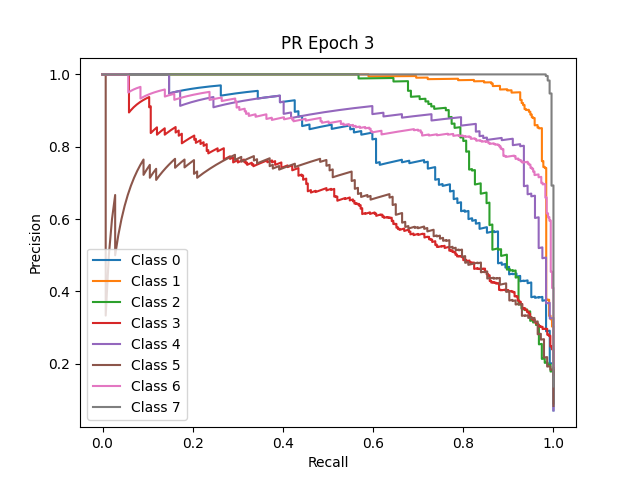 PR Epoch 3
Precision
1.0
0.8
0.6
0.4
0.2
Class 0
Class 1
Class 2
Class 3
Class 4
Class 5
Class 6
Class 7
0.0 0.2 0.4 0.6 0.8 1.0
Recall